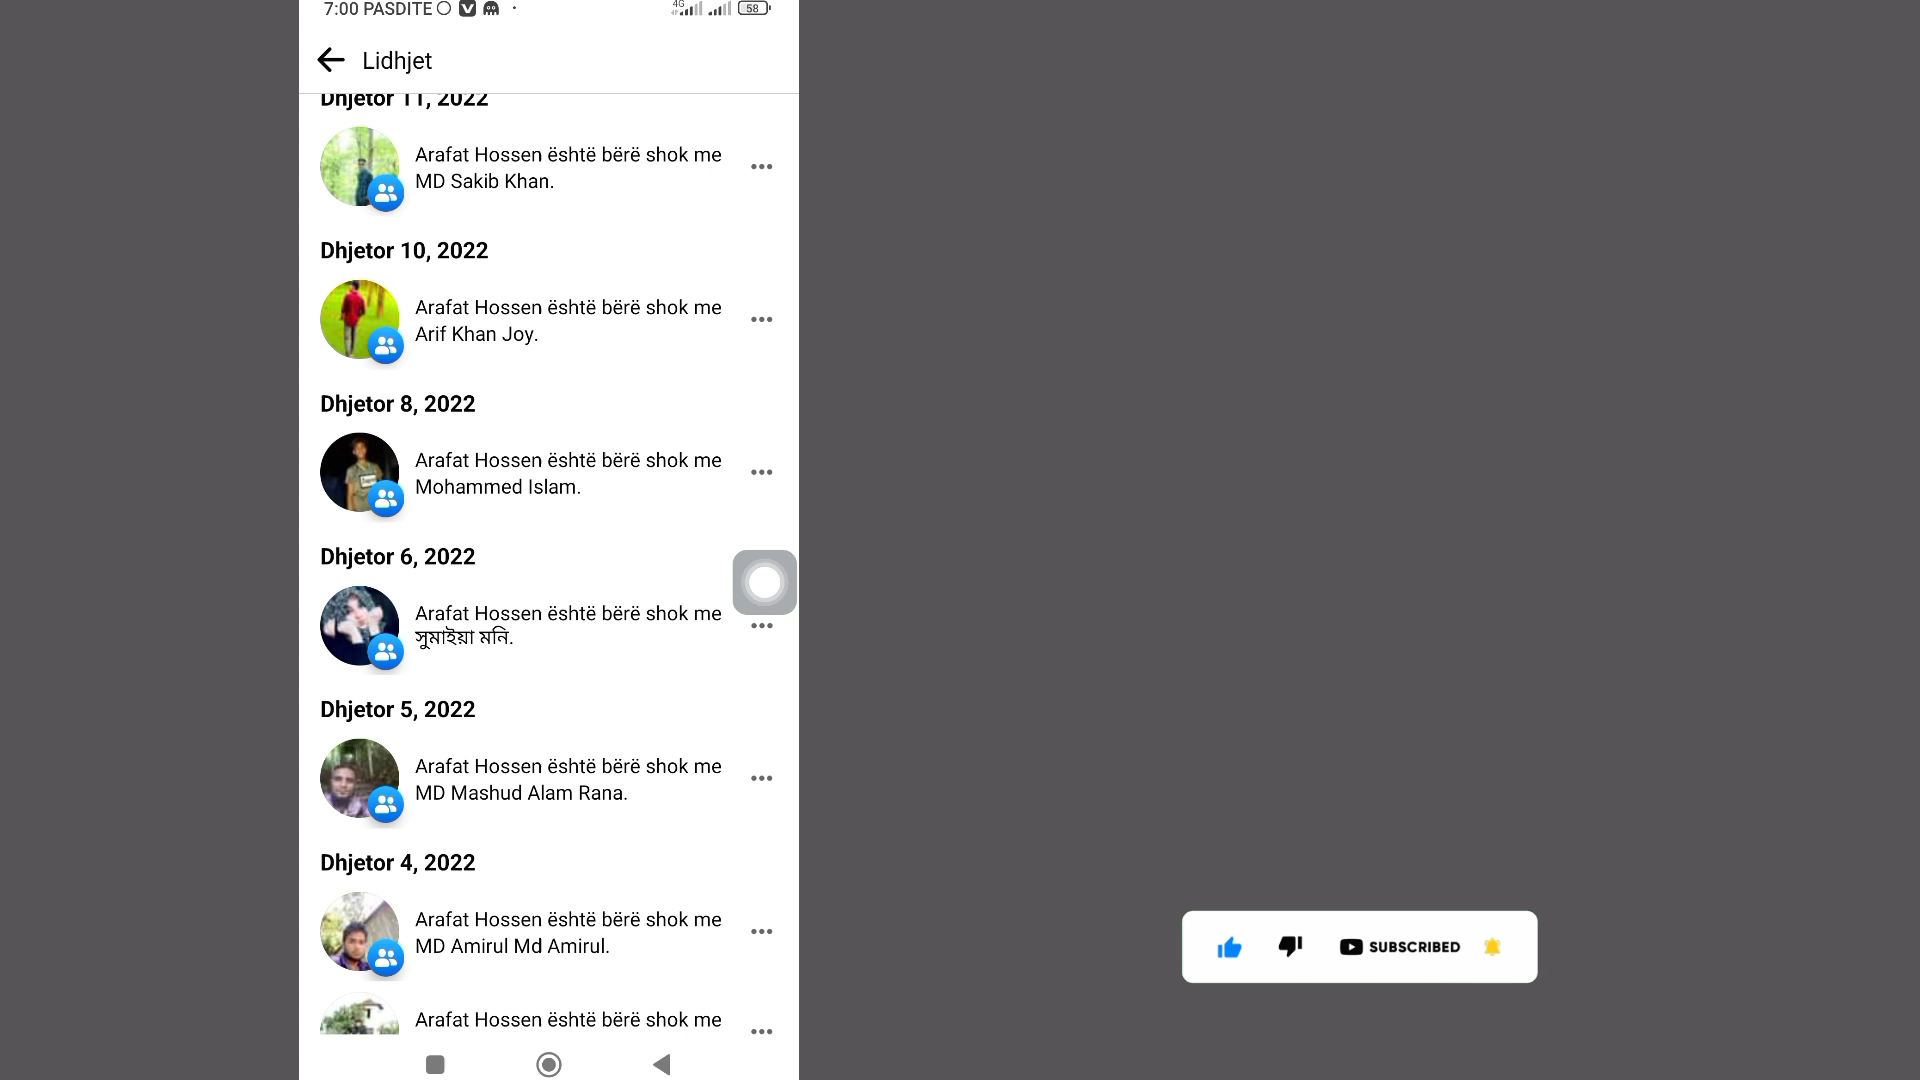 7:00 PASDITE
4G
58
Lidhjet
Dhjetor 11, 2022
Arafat Hossen është bërë shok me
MD Sakib Khan.
Dhjetor 10, 2022
Arafat Hossen është bërë shok me
Arif Khan Joy.
Dhjetor 8, 2022
Arafat Hossen është bërë shok me
Mohammed Islam.
Dhjetor 6, 2022
Arafat Hossen është bërë shok me
সুমাইয়া মনি.
Dhjetor 5, 2022
Arafat Hossen është bërë shok me
MD Mashud Alam Rana.
Dhjetor 4, 2022
Arafat Hossen është bërë shok me
MD Amirul Md Amirul.
Arafat Hossen është bërë shok me
SUBSCRIBED